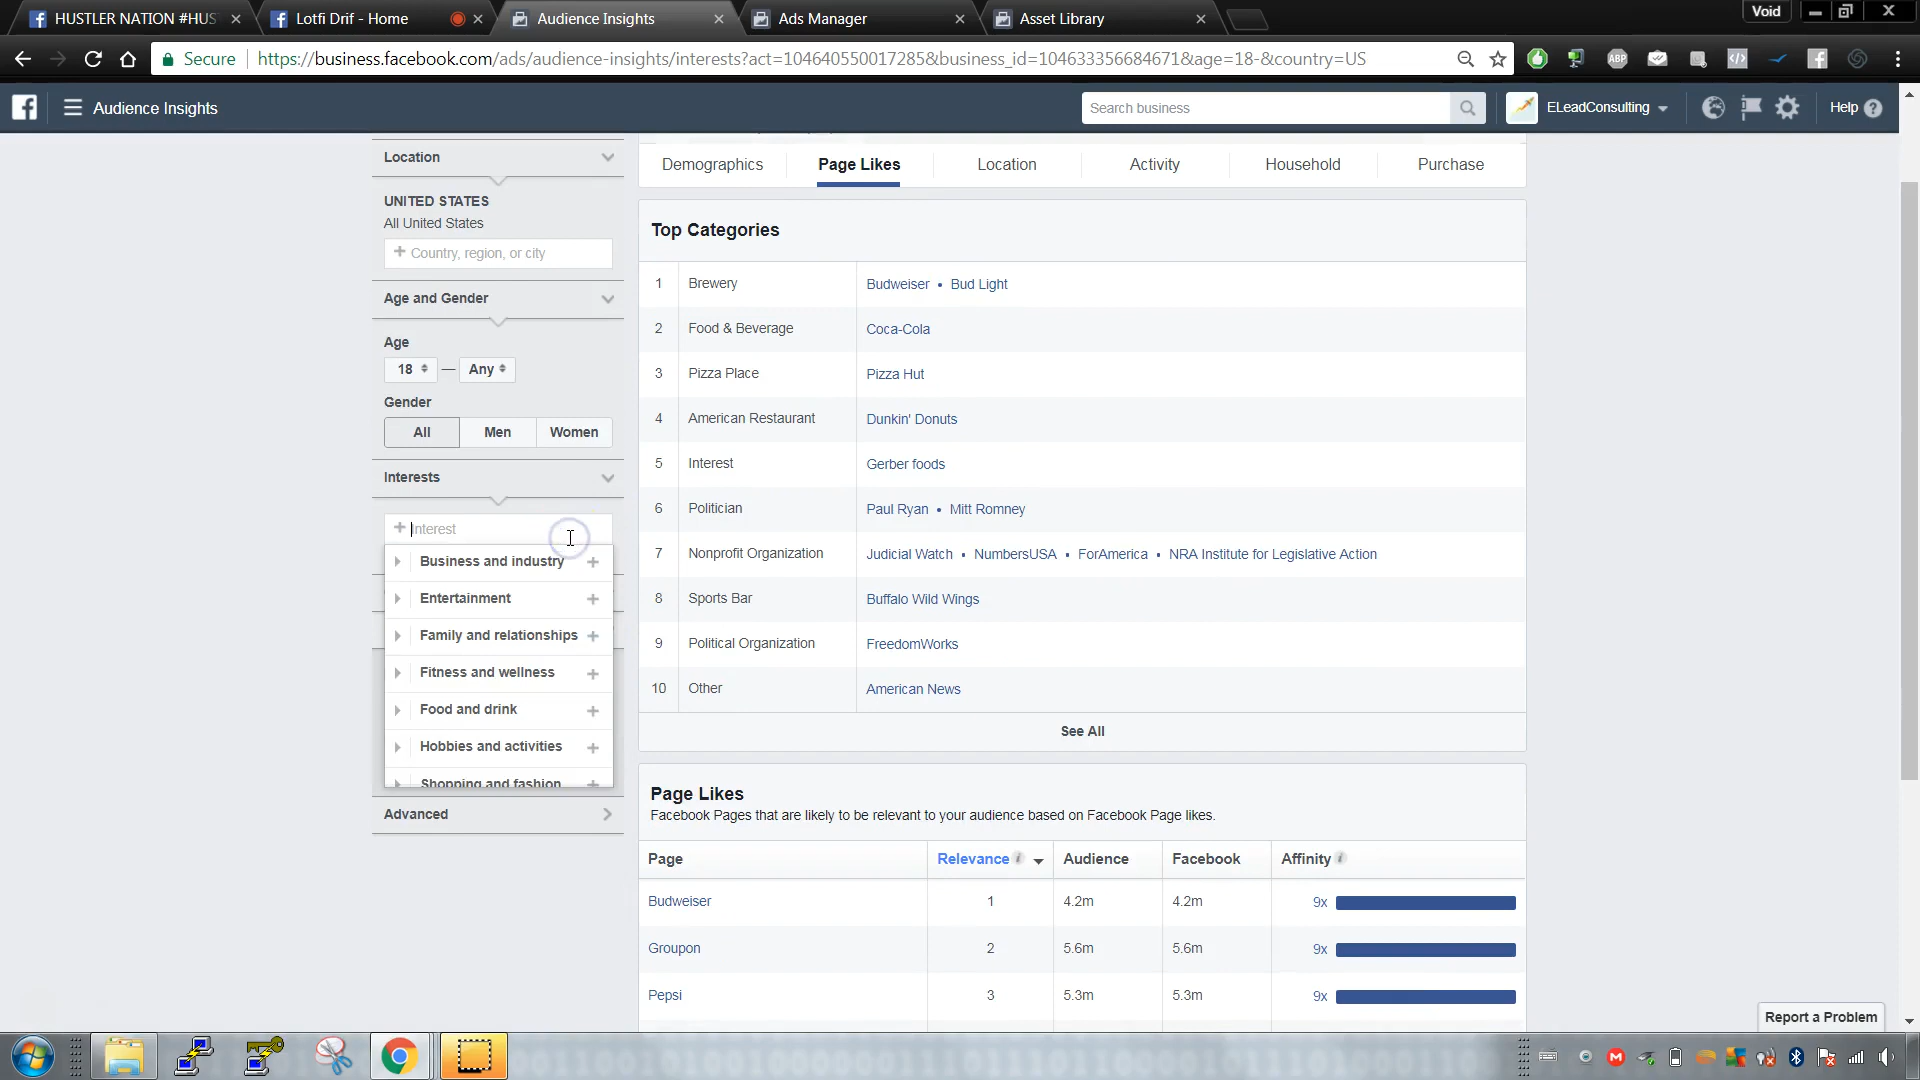 HUSTLER NATION #HUS
Lotfi Drif - Home
Audience Insights
Ads Manager
Asset Library
Void
Secure
https://business.facebook.com/ads/audience-insights/interests?act=104640550017285&business_id=104633356684671&age=18-&country=US
ABP
Audience Insights
Search business
ELeadConsulting
Help
Location
UNITED STATES
All United States
Country, region, or city
Age and Gender
Age
18 — Any
Gender
All Men Women
Interests
Interest
Business and industry
Entertainment
Family and relationships
Fitness and wellness
Food and drink
Hobbies and activities
Shopping and fashion
Advanced
Demographics Page Likes Location Activity Household Purchase
Top Categories
1 Brewery Budweiser • Bud Light
2 Food & Beverage Coca-Cola
3 Pizza Place Pizza Hut
4 American Restaurant Dunkin' Donuts
5 Interest Gerber foods
6 Politician Paul Ryan • Mitt Romney
7 Nonprofit Organization Judicial Watch • NumbersUSA • ForAmerica • NRA Institute for Legislative Action
8 Sports Bar Buffalo Wild Wings
9 Political Organization FreedomWorks
10 Other American News
See All
Page Likes
Facebook Pages that are likely to be relevant to your audience based on Facebook Page likes.
Page Relevance Audience Facebook Affinity
Budweiser 1 4.2m 4.2m 9x
Groupon 2 5.6m 5.6m 9x
Pepsi 3 5.3m 5.3m 9x
Report a Problem